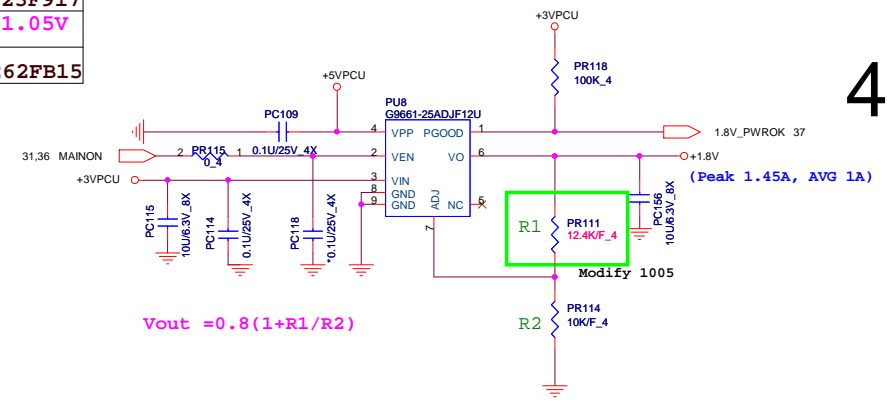 1.05V
62FB15
+3VPCU
PR118
100K_4
4
+5VPCU
PU8
G9661-25ADJF12U
PC109
0.1U/25V_4X
4 VPP PGOOD 1
1.8V_PWROK 37
31,36 MAINON
2 PR115 1
0_4
2 VEN VO 6
+1.8V
(Peak 1.45A, AVG 1A)
+3VPCU
3 VIN
8 GND
9 GND
ADJ
7
NC 5
PC115
10U/6.3V_8X
PC114
0.1U/25V_4X
PC118
*0.1U/25V_4X
R1
PR111
12.4K/F_4
PC156
10U/6.3V_8X
Modify 1005
Vout =0.8(1+R1/R2)
R2
PR114
10K/F_4